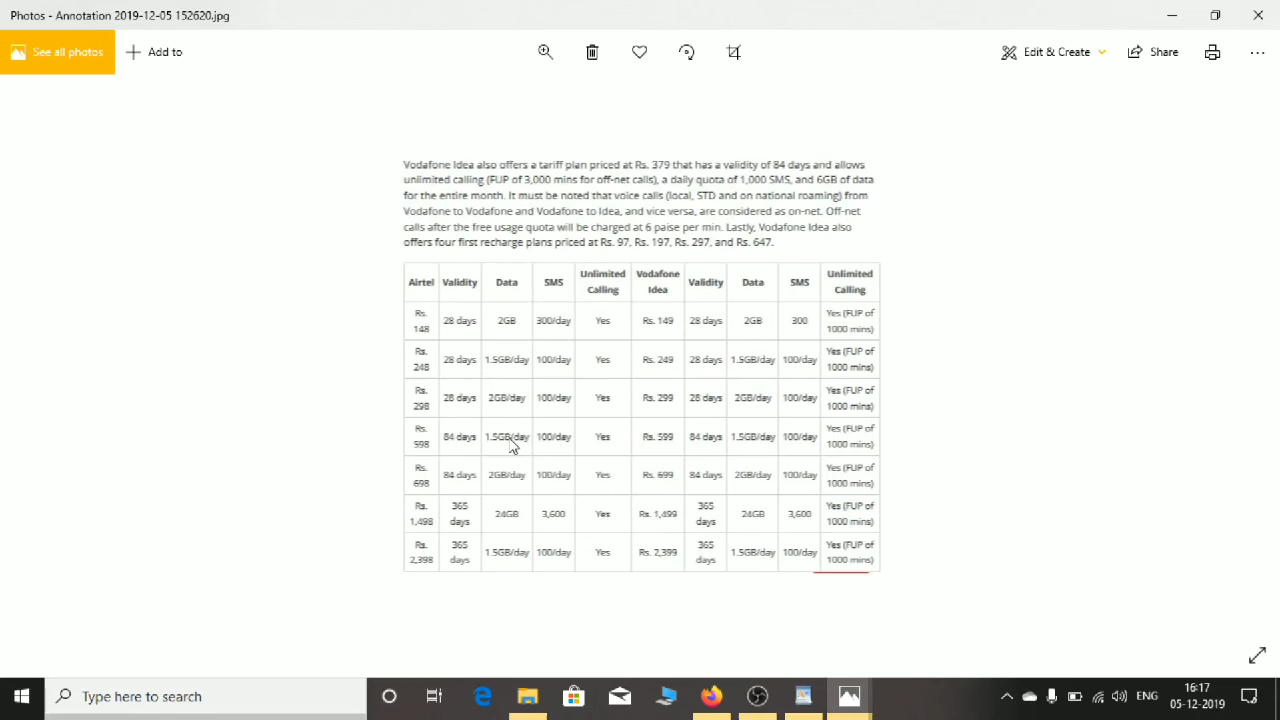 Photos - Annotation 2019-12-05 152620.jpg
See all photos
Add to
Edit & Create
Share
Vodafone Idea also offers a tariff plan priced at Rs. 379 that has a validity of 84 days and allows
unlimited calling (FUP of 3,000 mins for off-net calls), a daily quota of 1,000 SMS, and 6GB of data
for the entire month. It must be noted that voice calls (local, STD and on national roaming) from
Vodafone to Vodafone and Vodafone to Idea, and vice versa, are considered as on-net. Off-net
calls after the free usage quota will be charged at 6 paise per min. Lastly, Vodafone Idea also
offers four first recharge plans priced at Rs. 97, Rs. 197, Rs. 297, and Rs. 647.
Airtel Validity Data SMS Unlimited Calling Vodafone Idea Validity Data SMS Unlimited Calling
Rs. 148 28 days 2GB 300/day Yes Rs. 149 28 days 2GB 300 Yes (FUP of 1000 mins)
Rs. 248 28 days 1.5GB/day 100/day Yes Rs. 249 28 days 1.5GB/day 100/day Yes (FUP of 1000 mins)
Rs. 298 28 days 2GB/day 100/day Yes Rs. 299 28 days 2GB/day 100/day Yes (FUP of 1000 mins)
Rs. 598 84 days 1.5GB/day 100/day Yes Rs. 599 84 days 1.5GB/day 100/day Yes (FUP of 1000 mins)
Rs. 698 84 days 2GB/day 100/day Yes Rs. 699 84 days 2GB/day 100/day Yes (FUP of 1000 mins)
Rs. 1,498 365 days 24GB 3,600 Yes Rs. 1,499 365 days 24GB 3,600 Yes (FUP of 1000 mins)
Rs. 2,398 365 days 1.5GB/day 100/day Yes Rs. 2,399 365 days 1.5GB/day 100/day Yes (FUP of 1000 mins)
Type here to search
ENG
16:17
05-12-2019